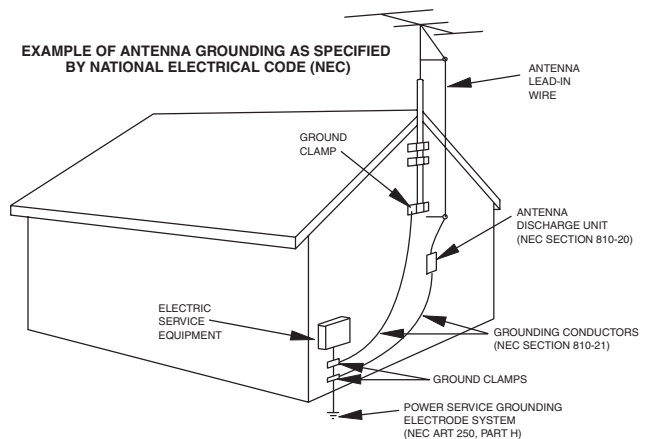 EXAMPLE OF ANTENNA GROUNDING AS SPECIFIED
BY NATIONAL ELECTRICAL CODE (NEC)
ANTENNA
LEAD-IN
WIRE
GROUND
CLAMP
ANTENNA
DISCHARGE UNIT
(NEC SECTION 810-20)
ELECTRIC
SERVICE
EQUIPMENT
GROUNDING CONDUCTORS
(NEC SECTION 810-21)
GROUND CLAMPS
POWER SERVICE GROUNDING
ELECTRODE SYSTEM
(NEC ART 250, PART H)